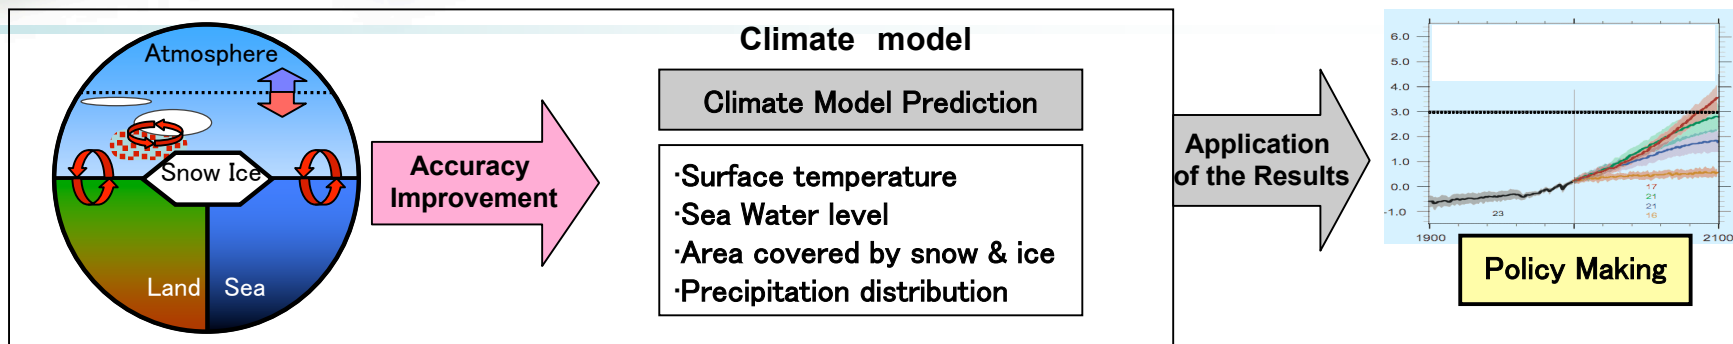 Atmosphere
Snow Ice
Land Sea
Accuracy
Improvement
Climate model
Climate Model Prediction
·Surface temperature
·Sea Water level
·Area covered by snow & ice
·Precipitation distribution
Application
of the Results
6.0
5.0
4.0
3.0
2.0
1.0
0.0
-1.0
23
17
21
21
16
1900
2100
Policy Making